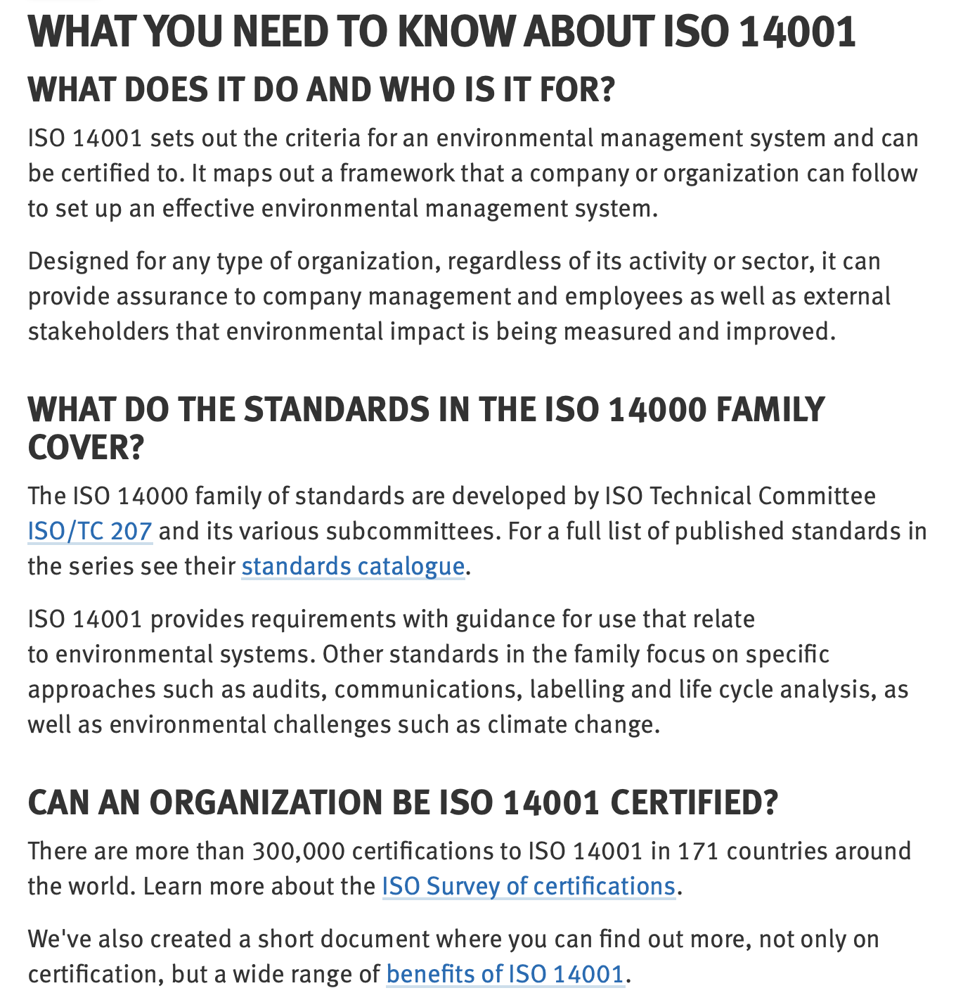 WHAT YOU NEED TO KNOW ABOUT ISO 14001
WHAT DOES IT DO AND WHO IS IT FOR?
ISO 14001 sets out the criteria for an environmental management system and can
be certified to. It maps out a framework that a company or organization can follow
to set up an effective environmental management system.
Designed for any type of organization, regardless of its activity or sector, it can
provide assurance to company management and employees as well as external
stakeholders that environmental impact is being measured and improved.
WHAT DO THE STANDARDS IN THE ISO 14000 FAMILY
COVER?
The ISO 14000 family of standards are developed by ISO Technical Committee
ISO/TC 207 and its various subcommittees. For a full list of published standards in
the series see their standards catalogue.
ISO 14001 provides requirements with guidance for use that relate
to environmental systems. Other standards in the family focus on specific
approaches such as audits, communications, labelling and life cycle analysis, as
well as environmental challenges such as climate change.
CAN AN ORGANIZATION BE ISO 14001 CERTIFIED?
There are more than 300,000 certifications to ISO 14001 in 171 countries around
the world. Learn more about the ISO Survey of certifications.
We've also created a short document where you can find out more, not only on
certification, but a wide range of benefits of ISO 14001.